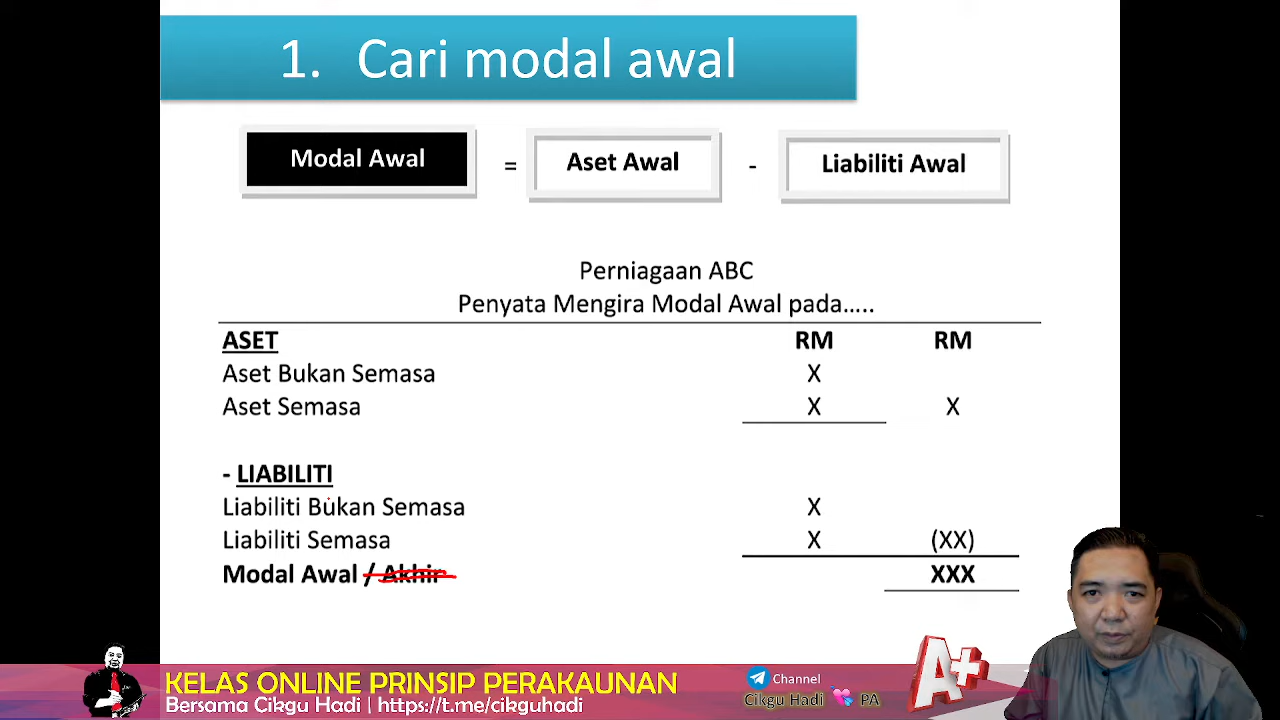 1. Cari modal awal
Modal Awal = Aset Awal - Liabiliti Awal
Perniagaan ABC
Penyata Mengira Modal Awal pada…..
ASET RM RM
Aset Bukan Semasa X
Aset Semasa X X
- LIABILITI
Liabiliti Bukan Semasa X
Liabiliti Semasa X (XX)
Modal Awal / Akhir XXX
A+
KELAS ONLINE PRINSIP PERAKAUNAN
Bersama Cikgu Hadi | https://t.me/cikguhadi
Channel
Cikgu Hadi 💘 PA